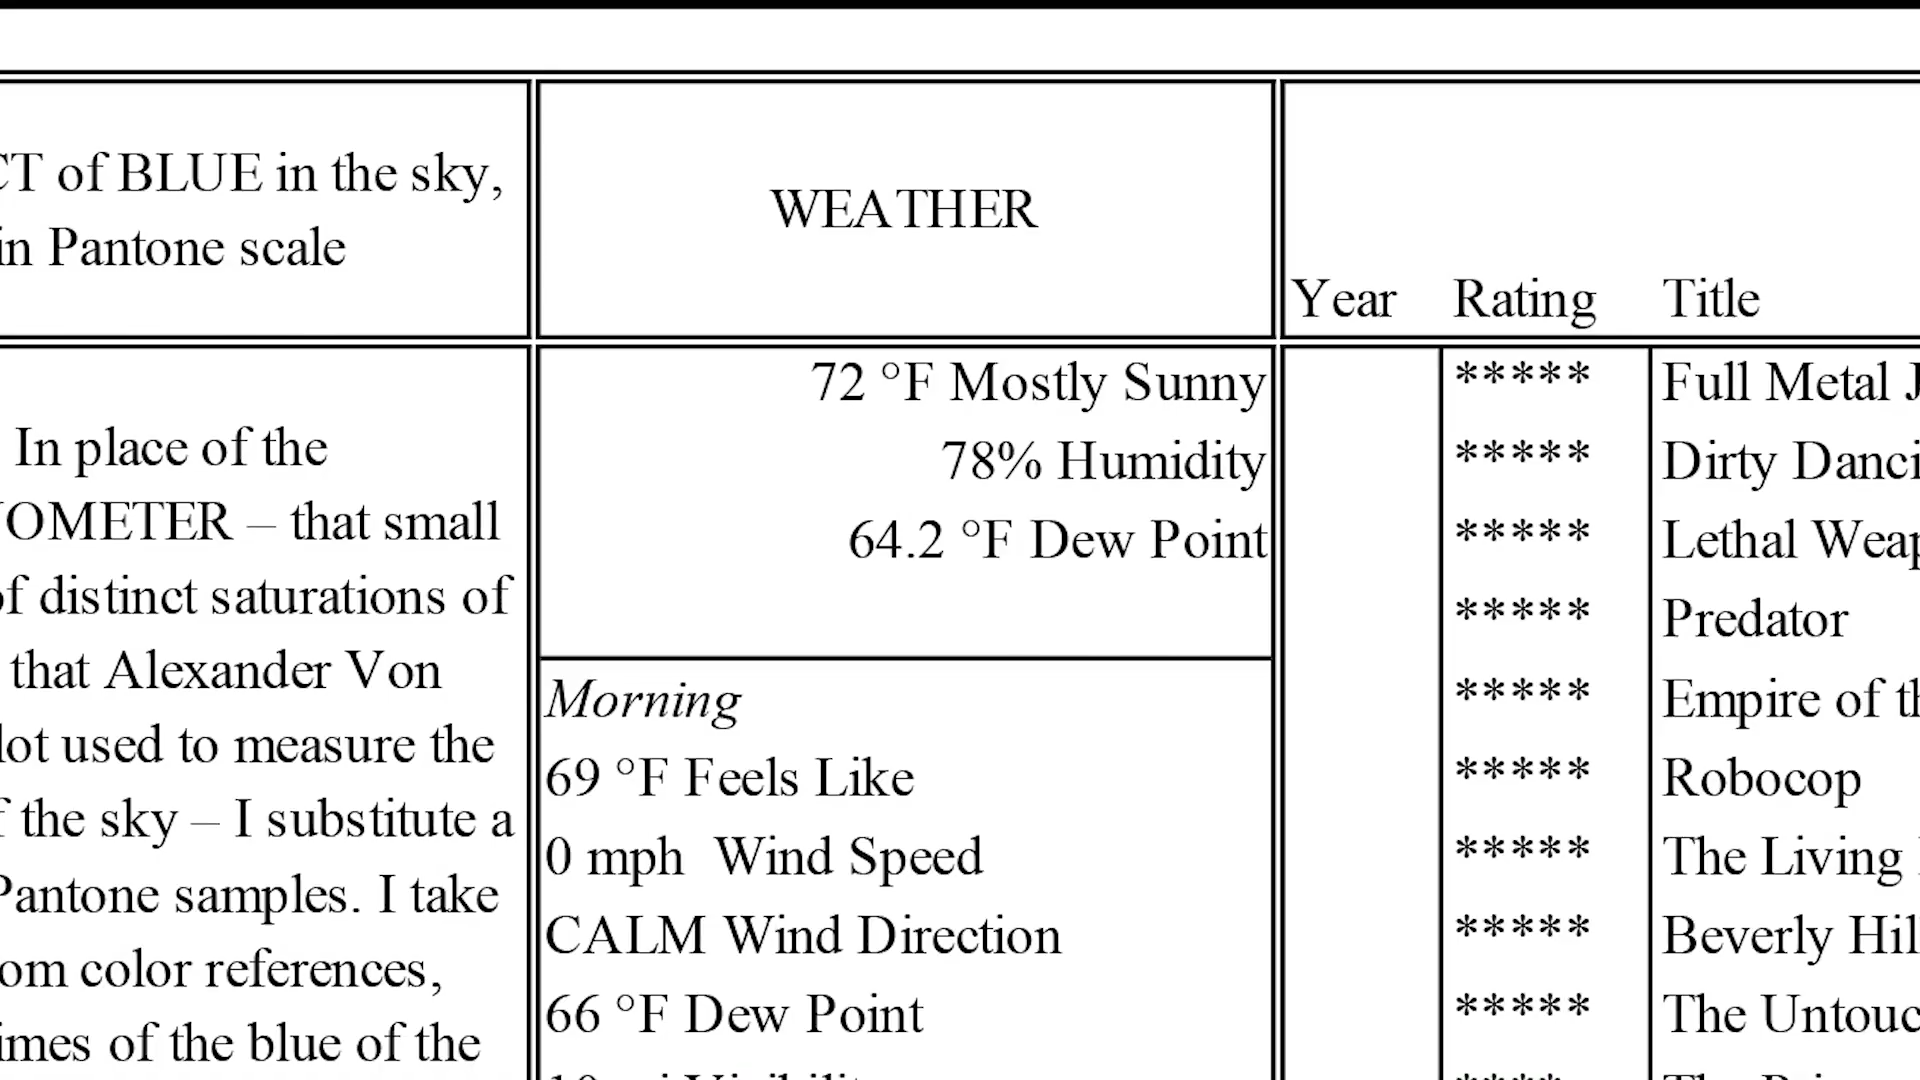 CT of BLUE in the sky,
in Pantone scale
In place of the
OMETER – that small
of distinct saturations of
that Alexander Von
lot used to measure the
f the sky – I substitute a
Pantone samples. I take
om color references,
imes of the blue of the
WEATHER
72 °F Mostly Sunny
78% Humidity
64.2 °F Dew Point
Morning
69 °F Feels Like
0 mph Wind Speed
CALM Wind Direction
66 °F Dew Point
Year Rating Title
***** Full Metal J
***** Dirty Danci
***** Lethal Weap
***** Predator
***** Empire of th
***** Robocop
***** The Living
***** Beverly Hil
***** The Untouc